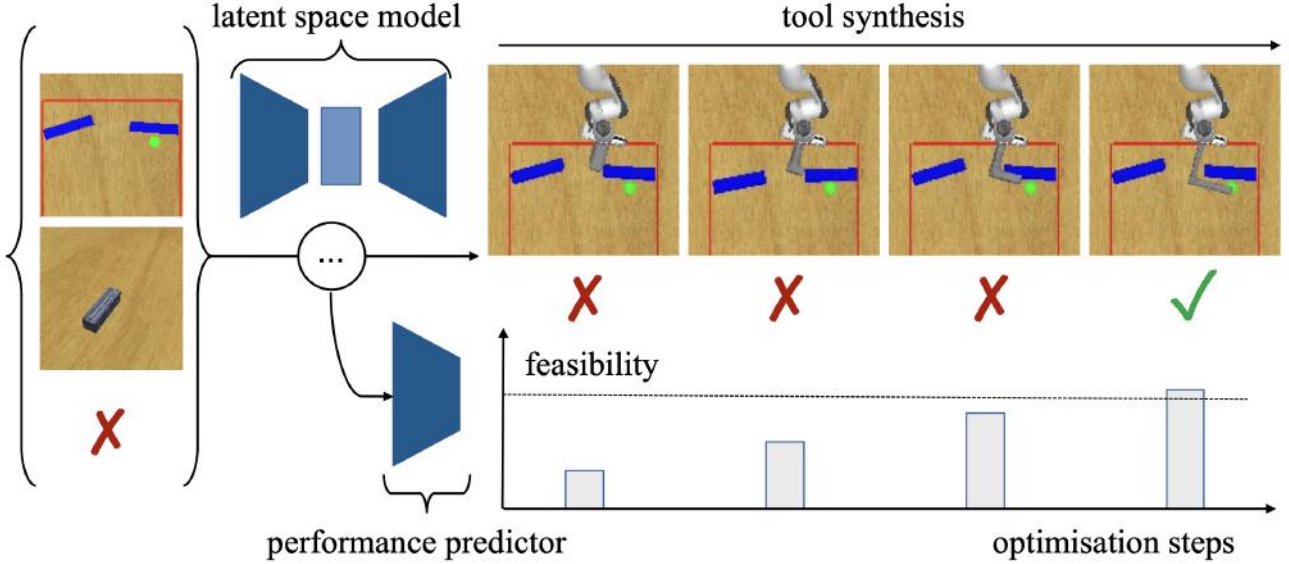 latent space model
tool synthesis
...
feasibility
performance predictor
optimisation steps